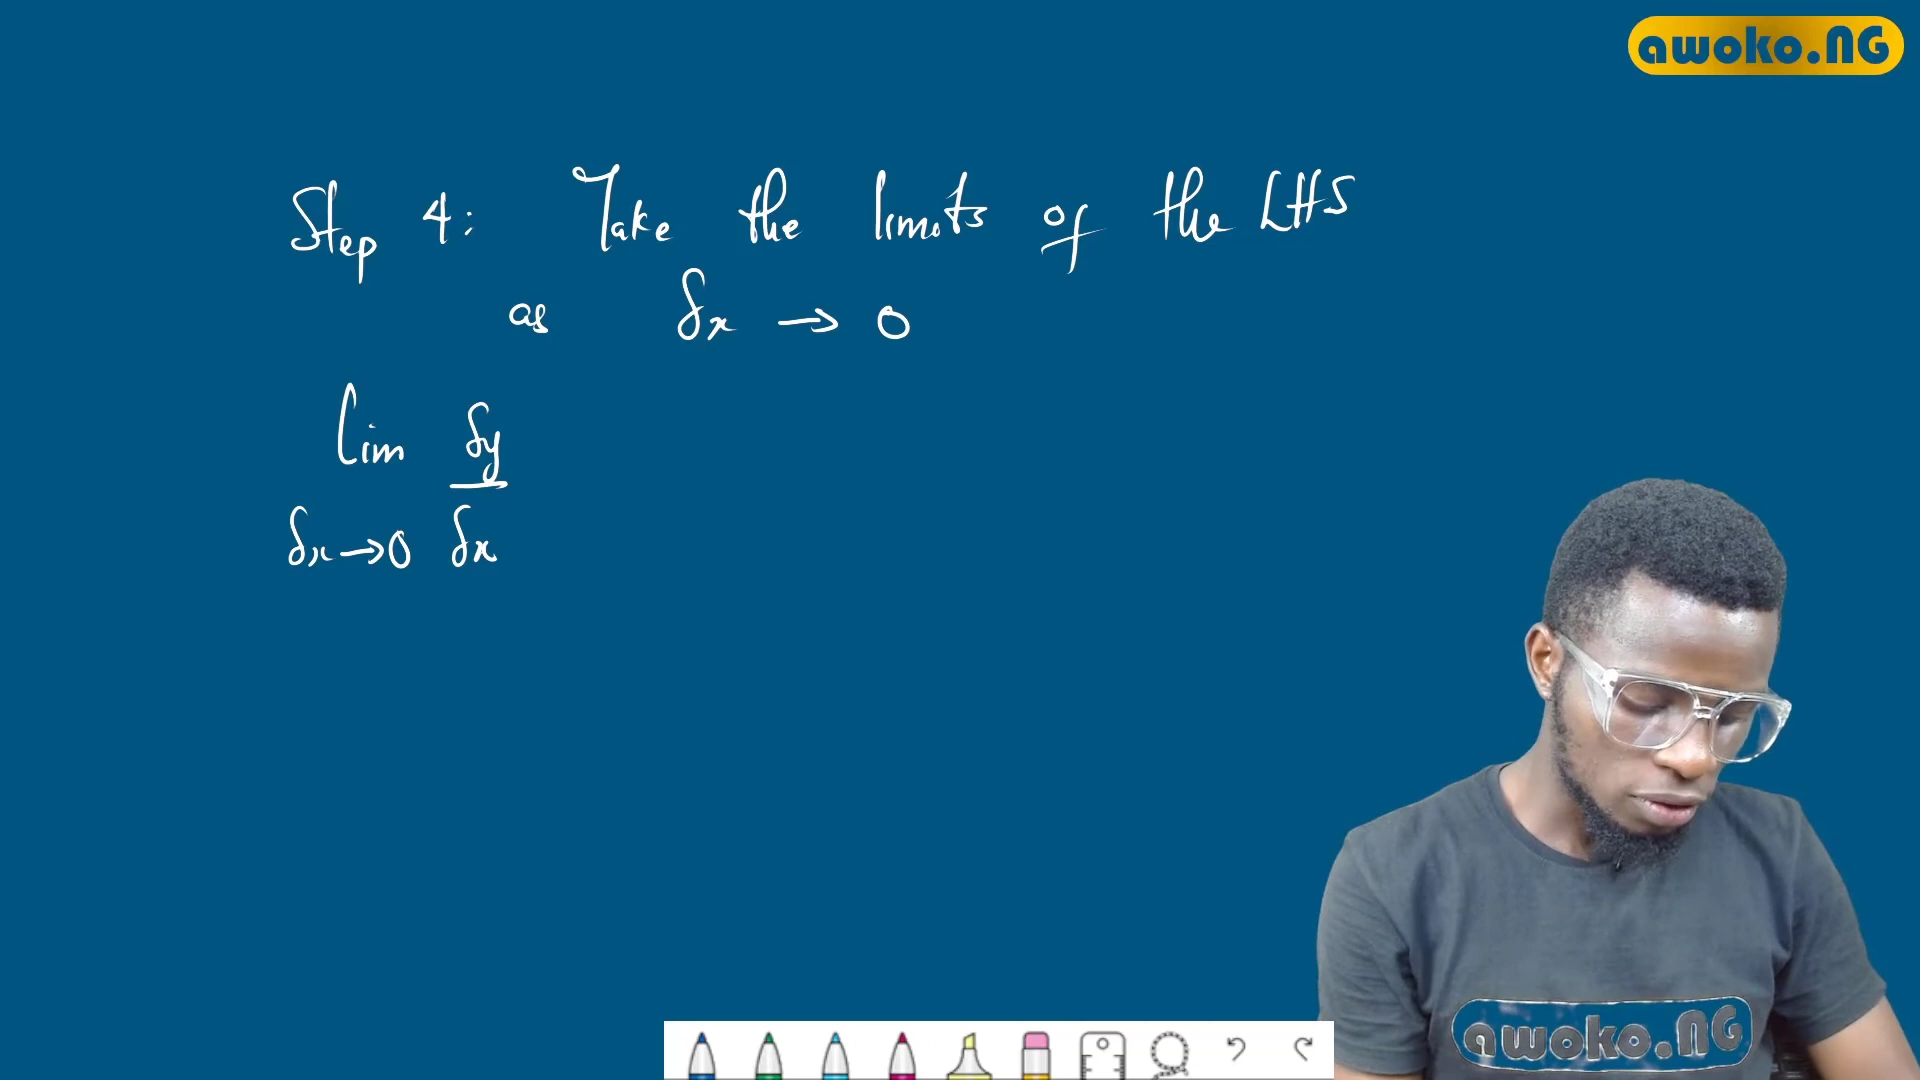 awoko.NG
Step 4: Take the limits of the LHS
as δx → 0
Lim δy
δx→0 δx
awoko.NG